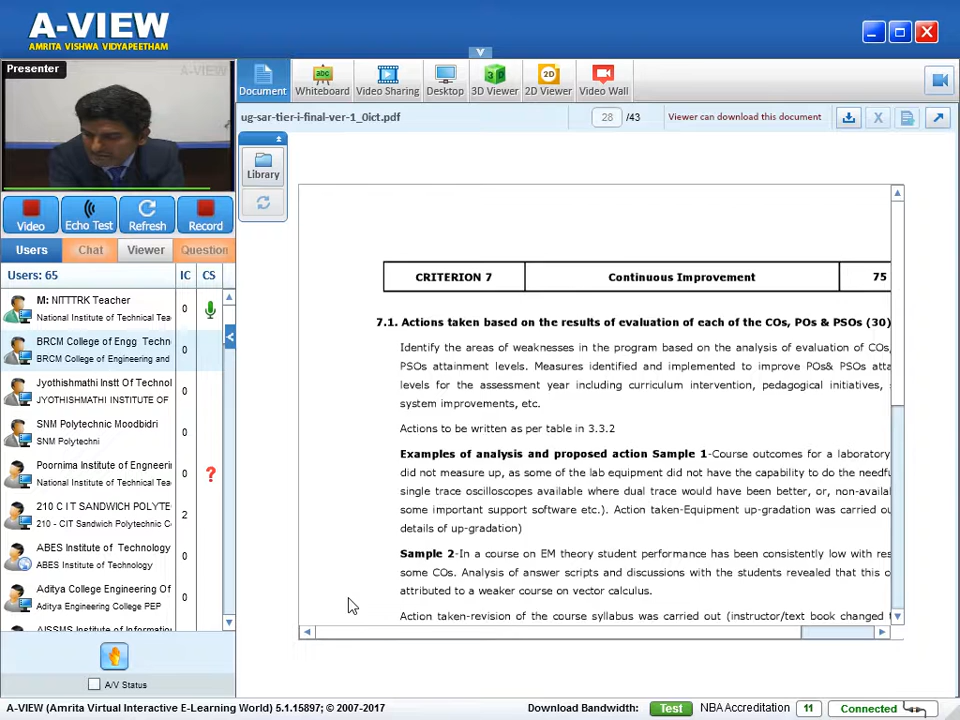 A-VIEW
AMRITA VISHWA VIDYAPEETHAM
Presenter
A-VIEW
Document
Whiteboard
Video Sharing
Desktop
3D Viewer
2D Viewer
Video Wall
ug-sar-tier-i-final-ver-1_0ict.pdf
28 /43
Viewer can download this document
Library
Video
Echo Test
Refresh
Record
Users
Chat
Viewer
Question
Users: 65
IC
CS
M: NITTTRK Teacher
0
National Institute of Technical Tea
BRCM College of Engg Techn
0
BRCM College of Engineering and
Jyothishmathi Instt Of Technol
0
JYOTHISHMATHI INSTITUTE OF
SNM Polytechnic Moodbidri
0
SNM Polytechni
Poornima Institute of Engneeri
0 ?
National Institute of Technical Tea
210 C I T SANDWICH POLYTE
2
210 - CIT Sandwich Polytechnic C
ABES Institute of Technology
0
ABES Institute of Technology
Aditya College Engineering Of
0
Aditya Engineering College PEP
AISSMS Institute of Informatio
A/V Status
CRITERION 7
Continuous Improvement
75
7.1. Actions taken based on the results of evaluation of each of the COs, POs & PSOs (30)
Identify the areas of weaknesses in the program based on the analysis of evaluation of COs,
PSOs attainment levels. Measures identified and implemented to improve POs& PSOs atta
levels for the assessment year including curriculum intervention, pedagogical initiatives,
system improvements, etc.
Actions to be written as per table in 3.3.2
Examples of analysis and proposed action Sample 1-Course outcomes for a laboratory
did not measure up, as some of the lab equipment did not have the capability to do the needfu
single trace oscilloscopes available where dual trace would have been better, or, non-availa
some important support software etc.). Action taken-Equipment up-gradation was carried ou
details of up-gradation)
Sample 2-In a course on EM theory student performance has been consistently low with res
some COs. Analysis of answer scripts and discussions with the students revealed that this c
attributed to a weaker course on vector calculus.
Action taken-revision of the course syllabus was carried out (instructor/text book changed
A-VIEW (Amrita Virtual Interactive E-Learning World) 5.1.15897; © 2007-2017
Download Bandwidth:
Test
NBA Accreditation
11
Connected